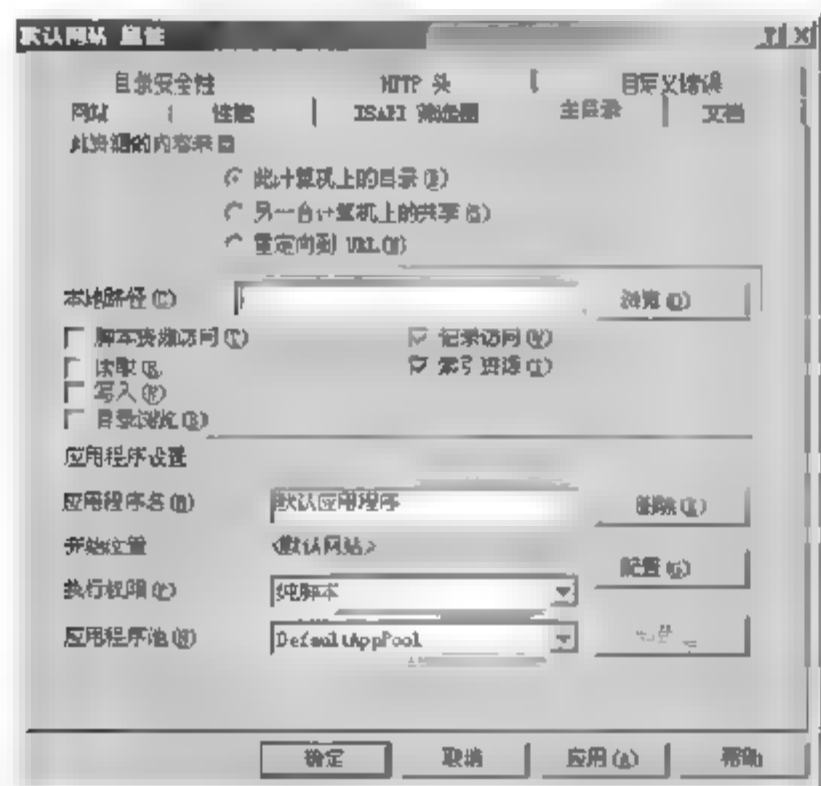 默认网站 属性
目录安全性 HTTP 头 自定义错误
网站 性能 ISAPI 筛选器 主目录 文档
此资源的内容来自
此计算机上的目录(D)
另一台计算机上的共享(S)
重定向到 URL(U)
本地路径(C) 浏览(O)
脚本资源访问(T) 记录访问(V)
读取(R) 索引资源(I)
写入(W)
目录浏览(B)
应用程序设置
应用程序名(M) 默认应用程序 删除(E)
开始位置 <默认网站>
配置(G)
执行权限(P) 纯脚本
应用程序池(N) DefaultAppPool
确定 取消 应用(A) 帮助